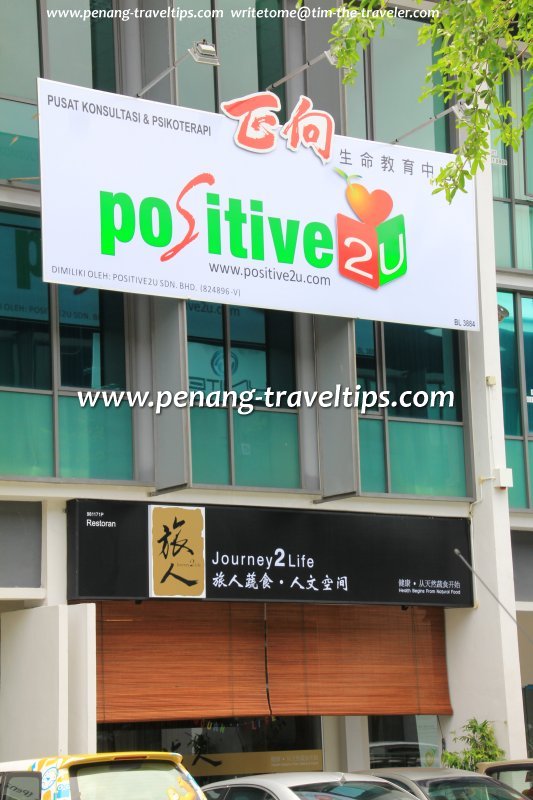 www.penang-traveltips.com writetome@tim-the-traveler.com
PUSAT KONSULTASI & PSIKOTERAPI
正向
生命教育中
positive2u
www.positive2u.com
DIMILIKI OLEH: POSITIVE2U SDN. BHD. (824896-V)
BL 3884
www.penang-traveltips.com
981171P
Restoran
旅人
Journey2Life
旅人蔬食·人文空间
健康·从天然蔬食开始
Health Begins From Natural Food